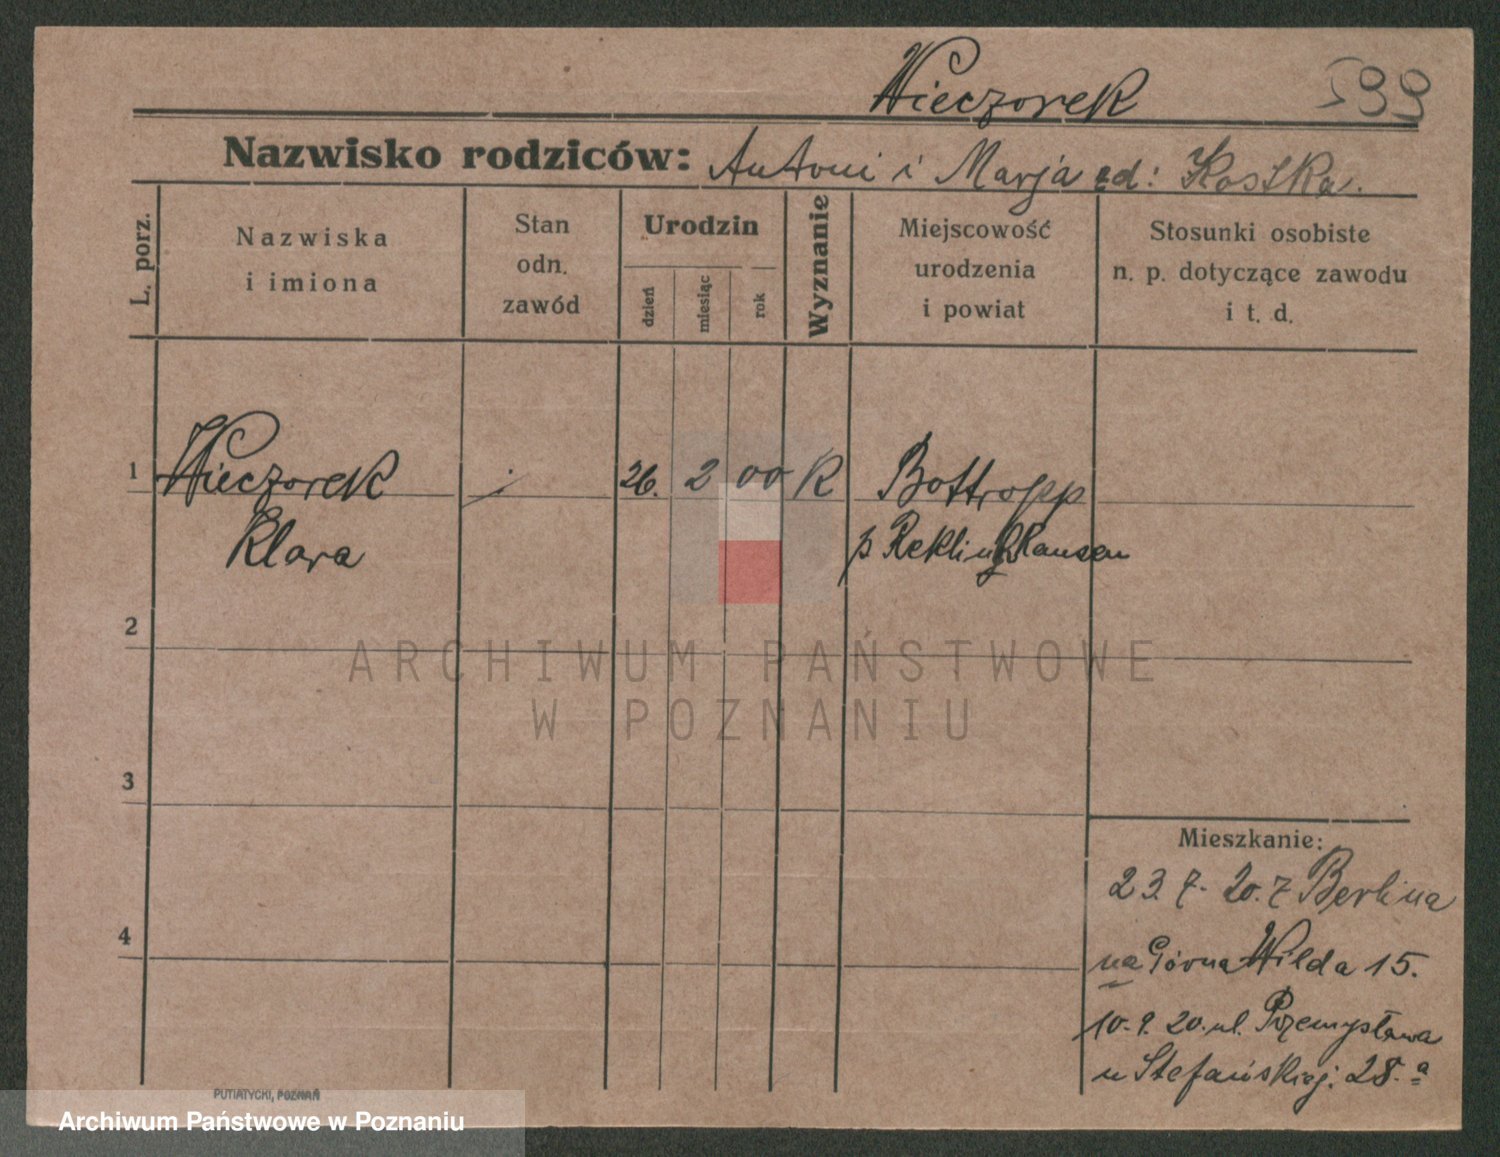 Wieczorek 599
Nazwisko rodziców: Antoni i Marja zd: Kostka.
L. porz.
Nazwiska
i imiona
Stan
odn.
zawód
Urodzin
dzień
miesiąc
rok
Wyznanie
Miejscowość
urodzenia
i powiat
Stosunki osobiste
n. p. dotyczące zawodu
i t. d.
1 Wieczorek 26. 2 00 K Bottropp
Klara p Reklinghkausen
2
ARCHIWUM PAŃSTWOWE
W POZNANIU
3
Mieszkanie:
23 7. 20. z Berlina
4
na Górna Wilda 15.
10. 9. 20. ul. Przemysława
u Stefańskiej. 28. a
PUTIATYCKI, POZNAŃ
Archiwum Państwowe w Poznaniu